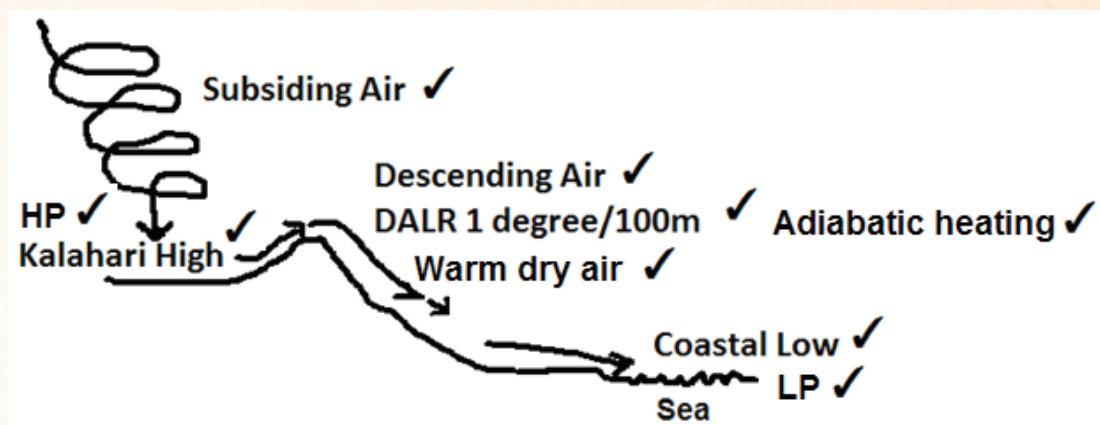 Subsiding Air ✓
HP ✓
Kalahari High ✓
Descending Air ✓
DALR 1 degree/100m ✓
Adiabatic heating ✓
Warm dry air ✓
Coastal Low ✓
LP ✓
Sea